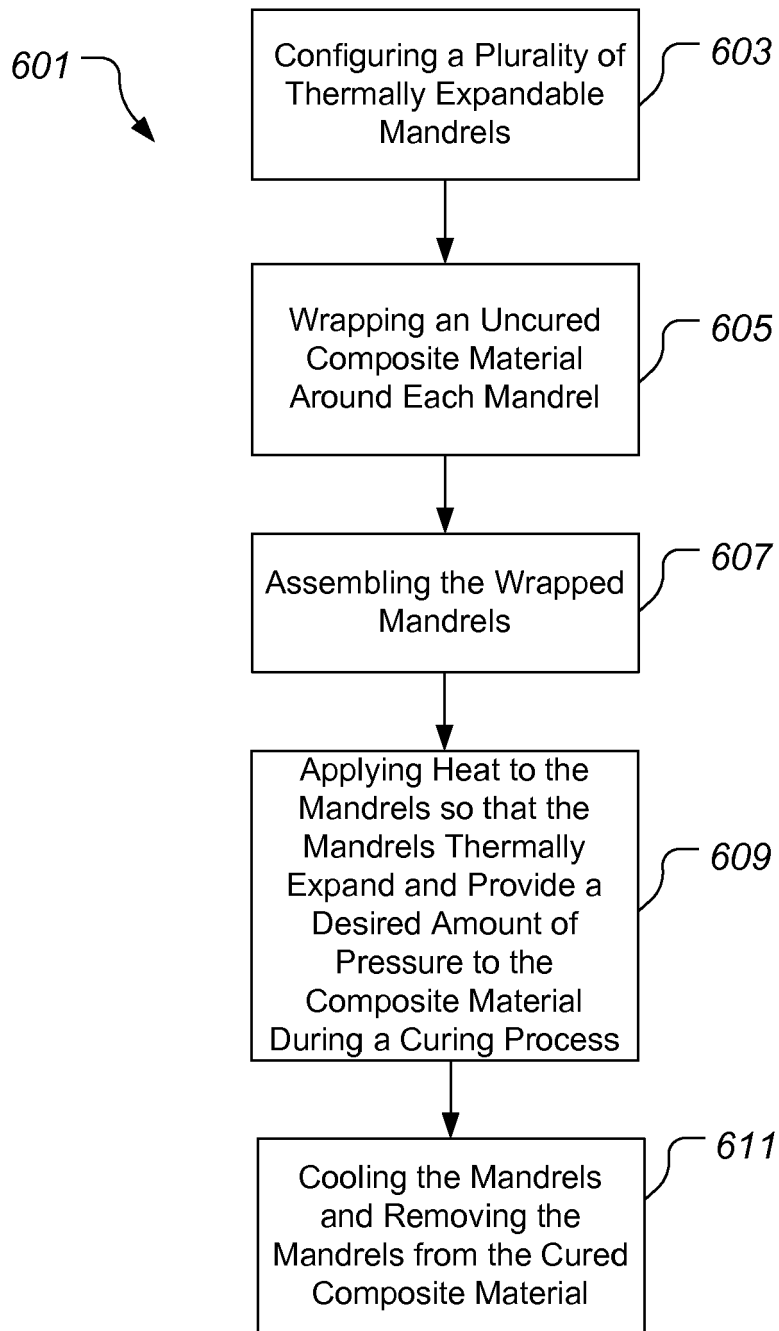 601
Configuring a Plurality of
Thermally Expandable
Mandrels
603
Wrapping an Uncured
Composite Material
Around Each Mandrel
605
Assembling the Wrapped
Mandrels
607
Applying Heat to the
Mandrels so that the
Mandrels Thermally
Expand and Provide a
Desired Amount of
Pressure to the
Composite Material
During a Curing Process
609
Cooling the Mandrels
and Removing the
Mandrels from the Cured
Composite Material
611